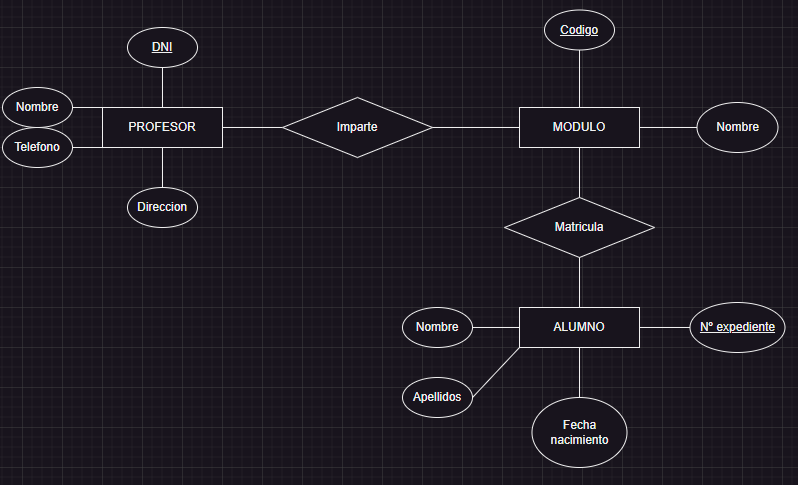 Codigo
DNI
Nombre
PROFESOR
Imparte
MODULO
Nombre
Telefono
Direccion
Matricula
Nombre
ALUMNO
Nº expediente
Apellidos
Fecha
nacimiento